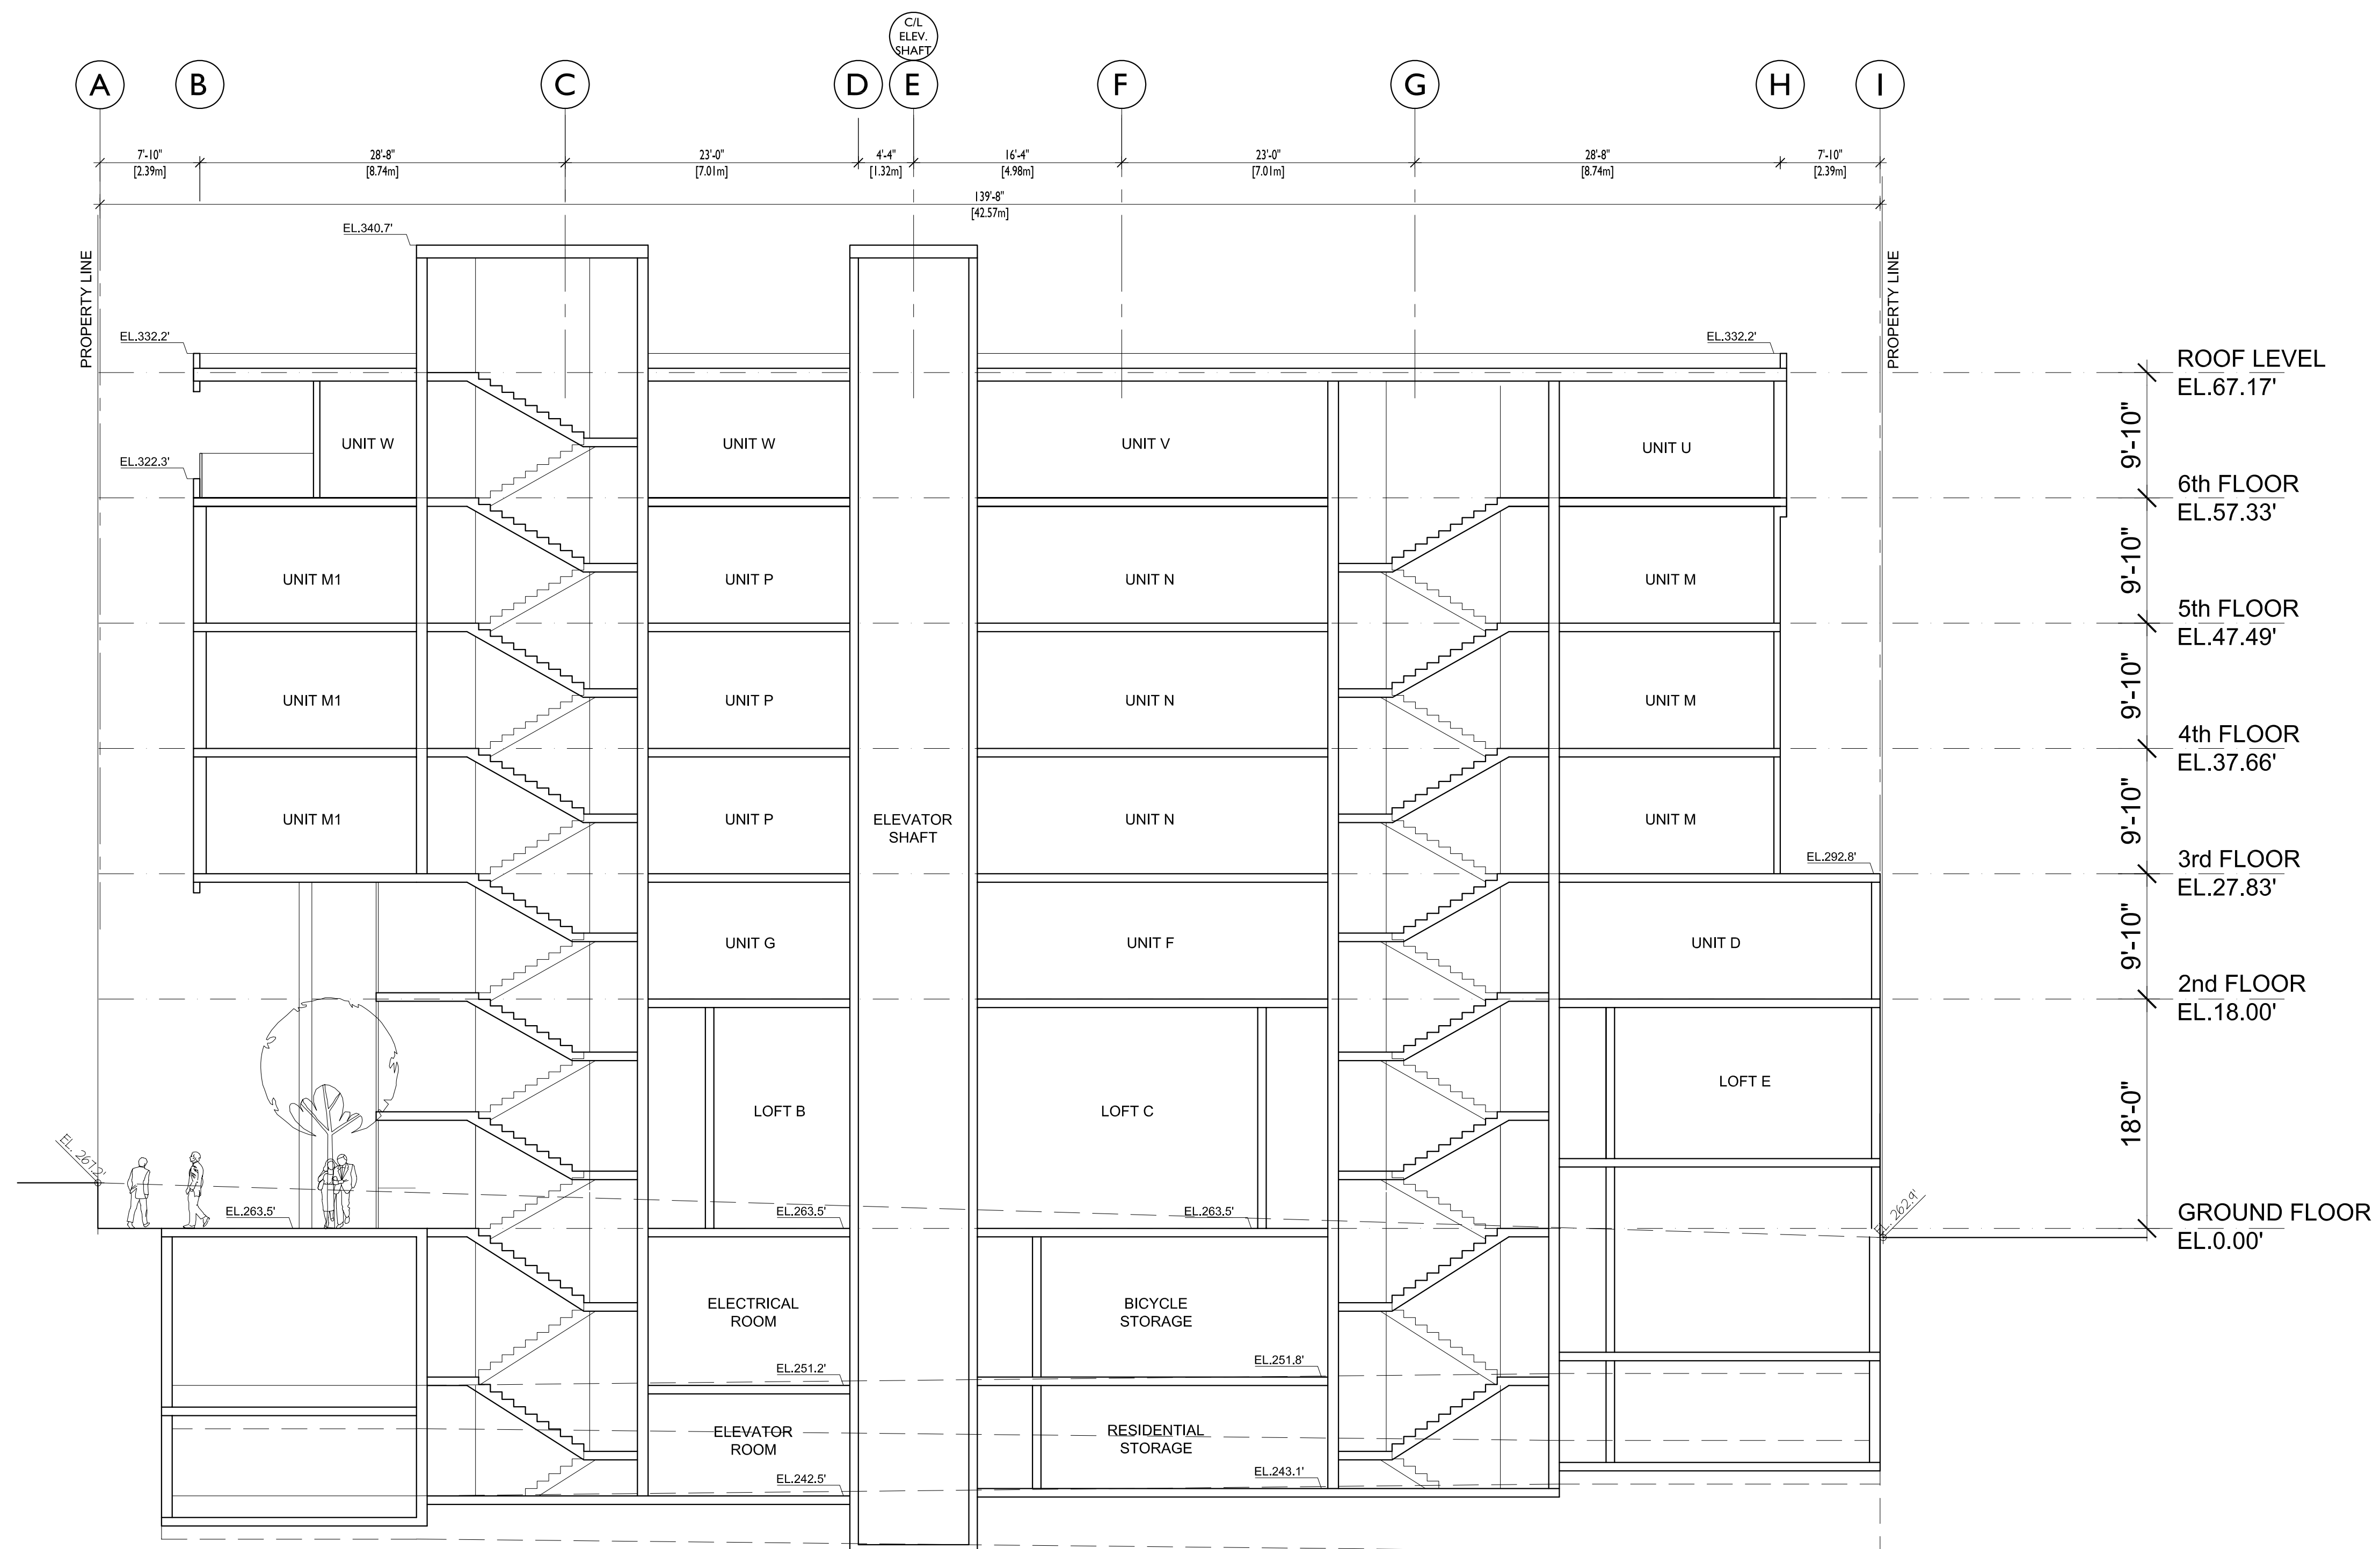 C/L
ELEV.
SHAFT
A B C D E F G H I
7'-10" 28'-8" 23'-0" 4'-4" 16'-4" 23'-0" 28'-8" 7'-10"
[2.39m] [8.74m] [7.01m] [1.32m] [4.98m] [7.01m] [8.74m] [2.39m]
139'-8"
[42.57m]
EL.340.7'
PROPERTY LINE
PROPERTY LINE
EL.332.2'
EL.332.2'
ROOF LEVEL
EL.67.17'
9'-10"
UNIT W UNIT W UNIT V UNIT U
EL.322.3'
6th FLOOR
EL.57.33'
9'-10"
UNIT M1 UNIT P UNIT N UNIT M
5th FLOOR
EL.47.49'
9'-10"
UNIT M1 UNIT P UNIT N UNIT M
4th FLOOR
EL.37.66'
9'-10"
UNIT M1 UNIT P ELEVATOR UNIT N UNIT M
SHAFT
EL.292.8'
3rd FLOOR
EL.27.83'
9'-10"
UNIT G UNIT F UNIT D
2nd FLOOR
EL.18.00'
18'-0"
LOFT E
LOFT B LOFT C
EL. 267.2'
EL.263.5' EL.263.5' EL.263.5'
EL. 262.9'
GROUND FLOOR
EL.0.00'
ELECTRICAL
ROOM
BICYCLE
STORAGE
EL.251.2'
EL.251.8'
ELEVATOR
ROOM
RESIDENTIAL
STORAGE
EL.242.5'
EL.243.1'